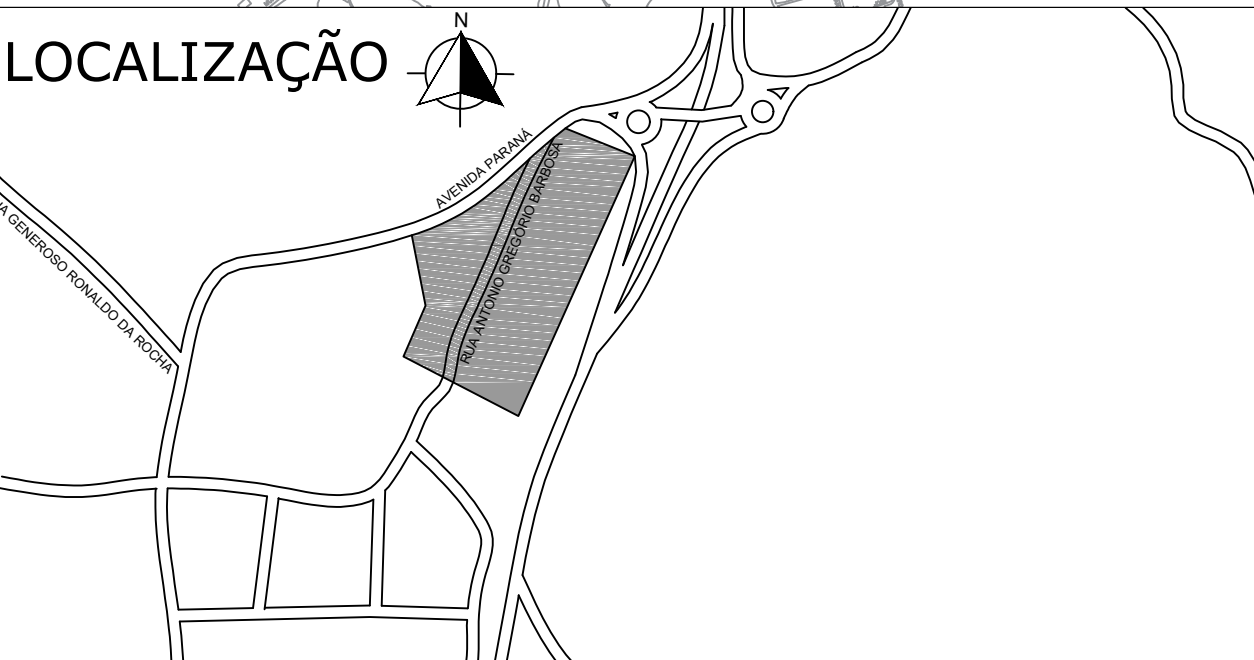 LOCALIZAÇÃO
N
AVENIDA PARANÁ
RUA ANTONIO GREGÓRIO BARBOSA
GENEROSO RONALDO DA ROCHA